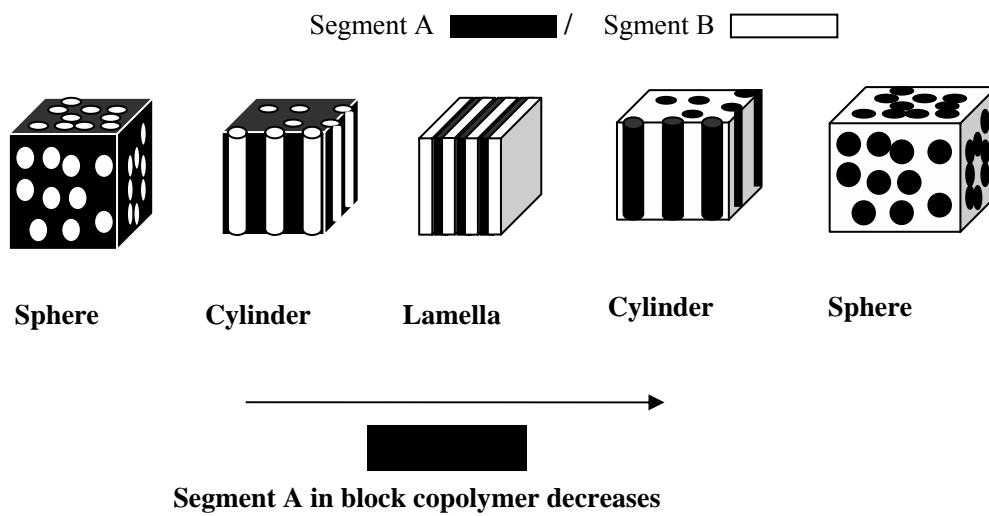 Segment A / Sgment B
Sphere Cylinder Lamella Cylinder Sphere
Segment A in block copolymer decreases